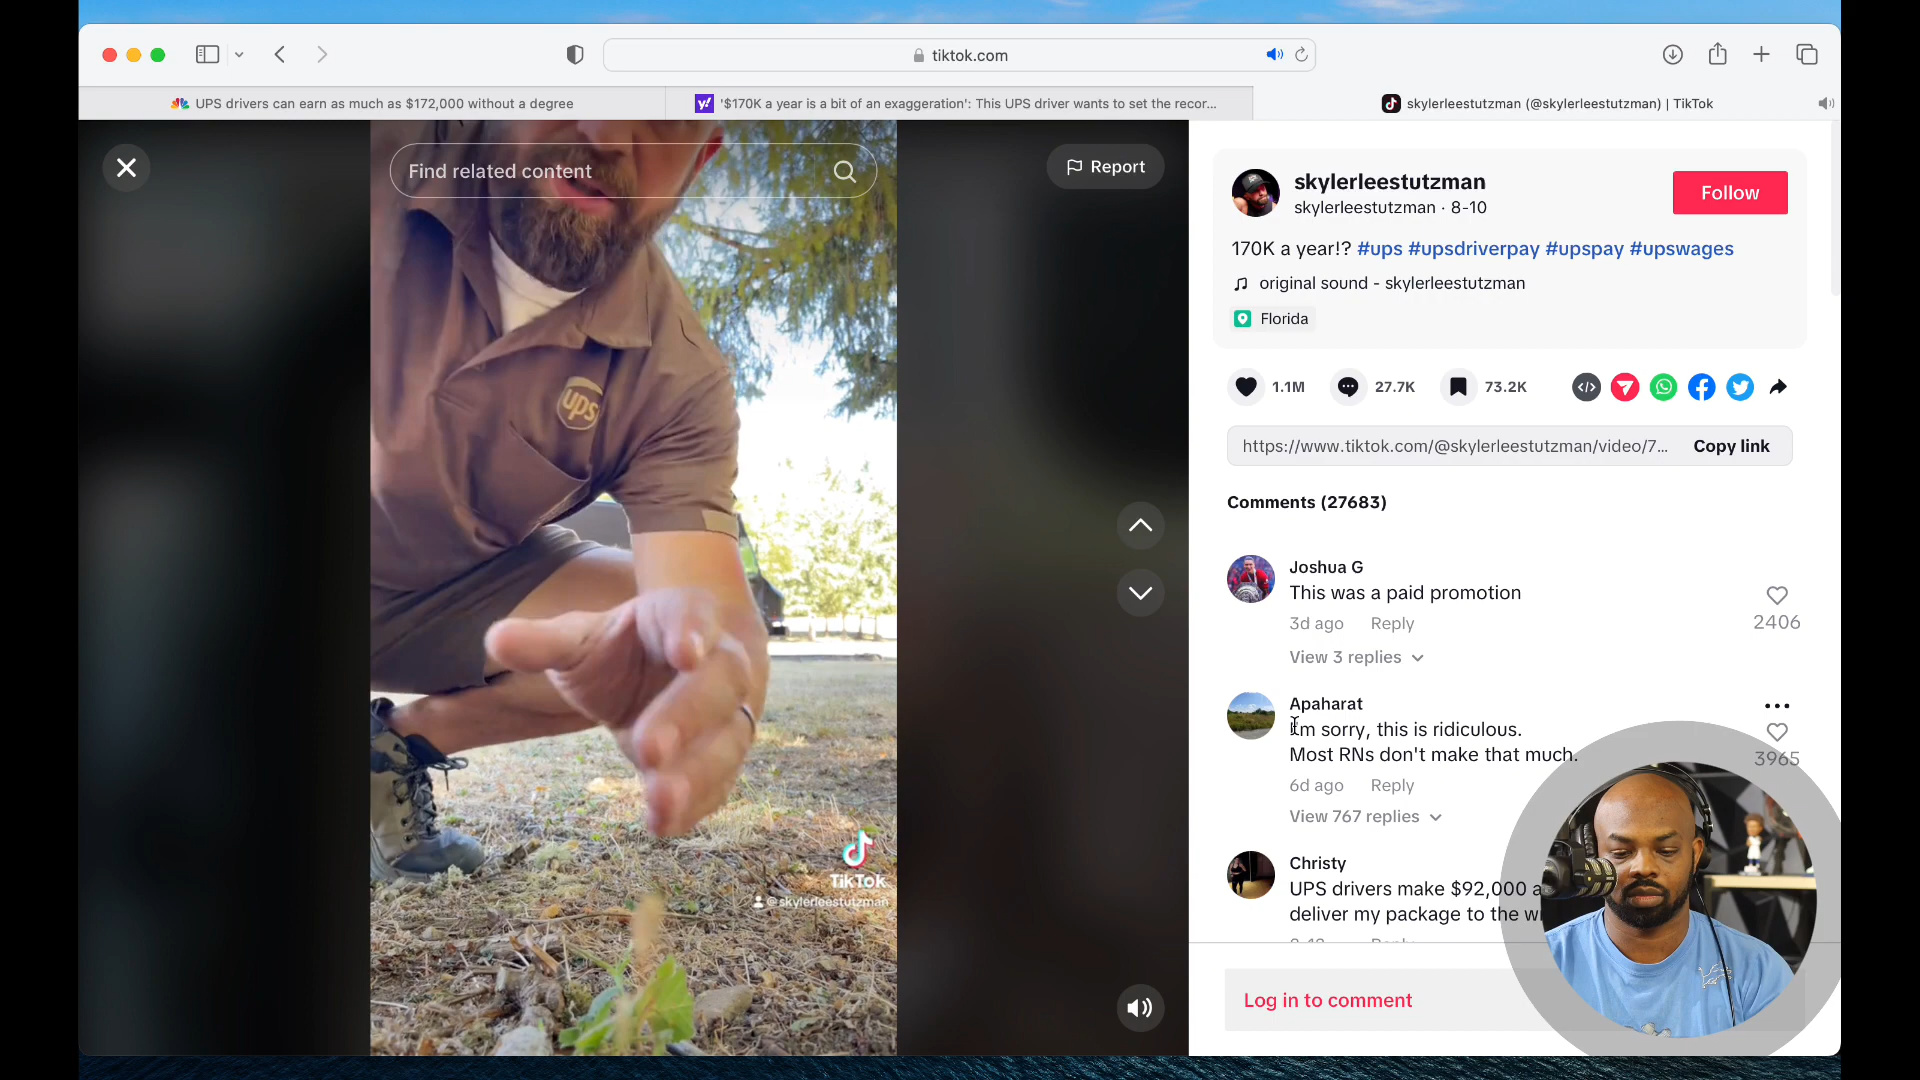 tiktok.com
UPS drivers can earn as much as $172,000 without a degree
'$170K a year is a bit of an exaggeration': This UPS driver wants to set the recor...
skylerleestutzman (@skylerleestutzman) | TikTok
Find related content
Report
ups
TikTok
@skylerleestutzman
skylerleestutzman
skylerleestutzman · 8-10
Follow
170K a year!? #ups #upsdriverpay #upspay #upswages
original sound - skylerleestutzman
Florida
1.1M
27.7K
73.2K
https://www.tiktok.com/@skylerleestutzman/video/7...
Copy link
Comments (27683)
Joshua G
This was a paid promotion
3d ago Reply
2406
View 3 replies
Apaharat
I'm sorry, this is ridiculous.
Most RNs don't make that much.
3965
6d ago Reply
View 767 replies
Christy
UPS drivers make $92,000 a
deliver my package to the
Log in to comment